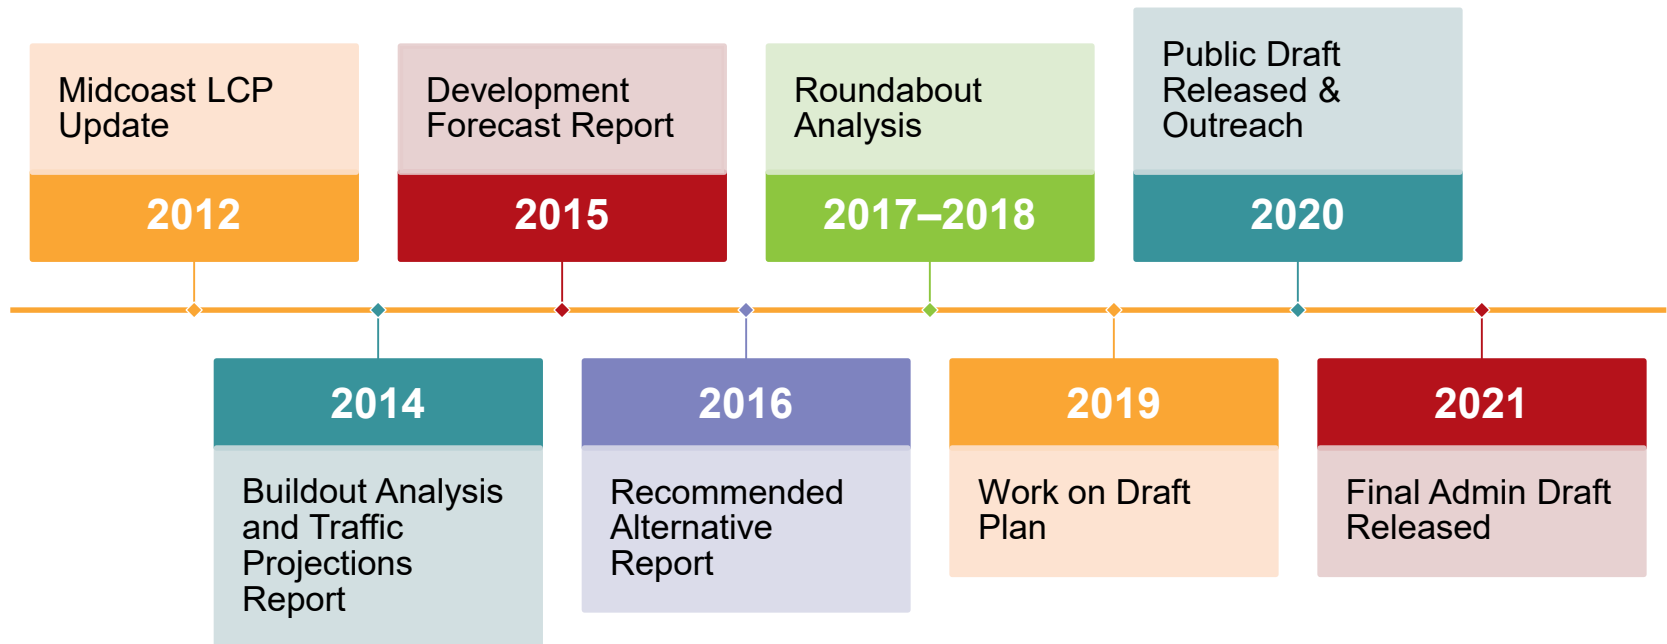 Midcoast LCP
Update
2012
Buildout Analysis
and Traffic
Projections
Report
2014
Development
Forecast Report
2015
Recommended
Alternative
Report
2016
Roundabout
Analysis
2017–2018
Work on Draft
Plan
2019
Public Draft
Released &
Outreach
2020
Final Admin Draft
Released
2021